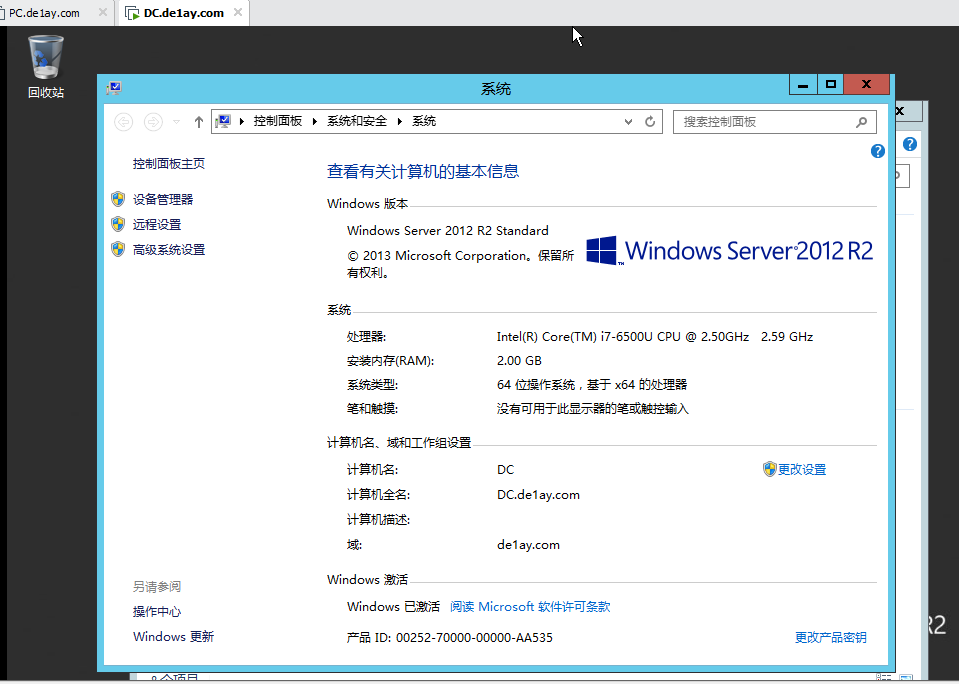 PC.de1ay.com
DC.de1ay.com
回收站
系统
控制面板 系统和安全 系统
搜索控制面板
控制面板主页
设备管理器
远程设置
高级系统设置
查看有关计算机的基本信息
Windows 版本
Windows Server 2012 R2 Standard
© 2013 Microsoft Corporation。保留所
有权利。
Windows Server 2012 R2
系统
处理器: Intel(R) Core(TM) i7-6500U CPU @ 2.50GHz 2.59 GHz
安装内存(RAM): 2.00 GB
系统类型: 64 位操作系统，基于 x64 的处理器
笔和触摸: 没有可用于此显示器的笔或触控输入
计算机名、域和工作组设置
计算机名: DC
更改设置
计算机全名: DC.de1ay.com
计算机描述:
域: de1ay.com
Windows 激活
Windows 已激活 阅读 Microsoft 软件许可条款
产品 ID: 00252-70000-00000-AA535
更改产品密钥
另请参阅
操作中心
Windows 更新
R2